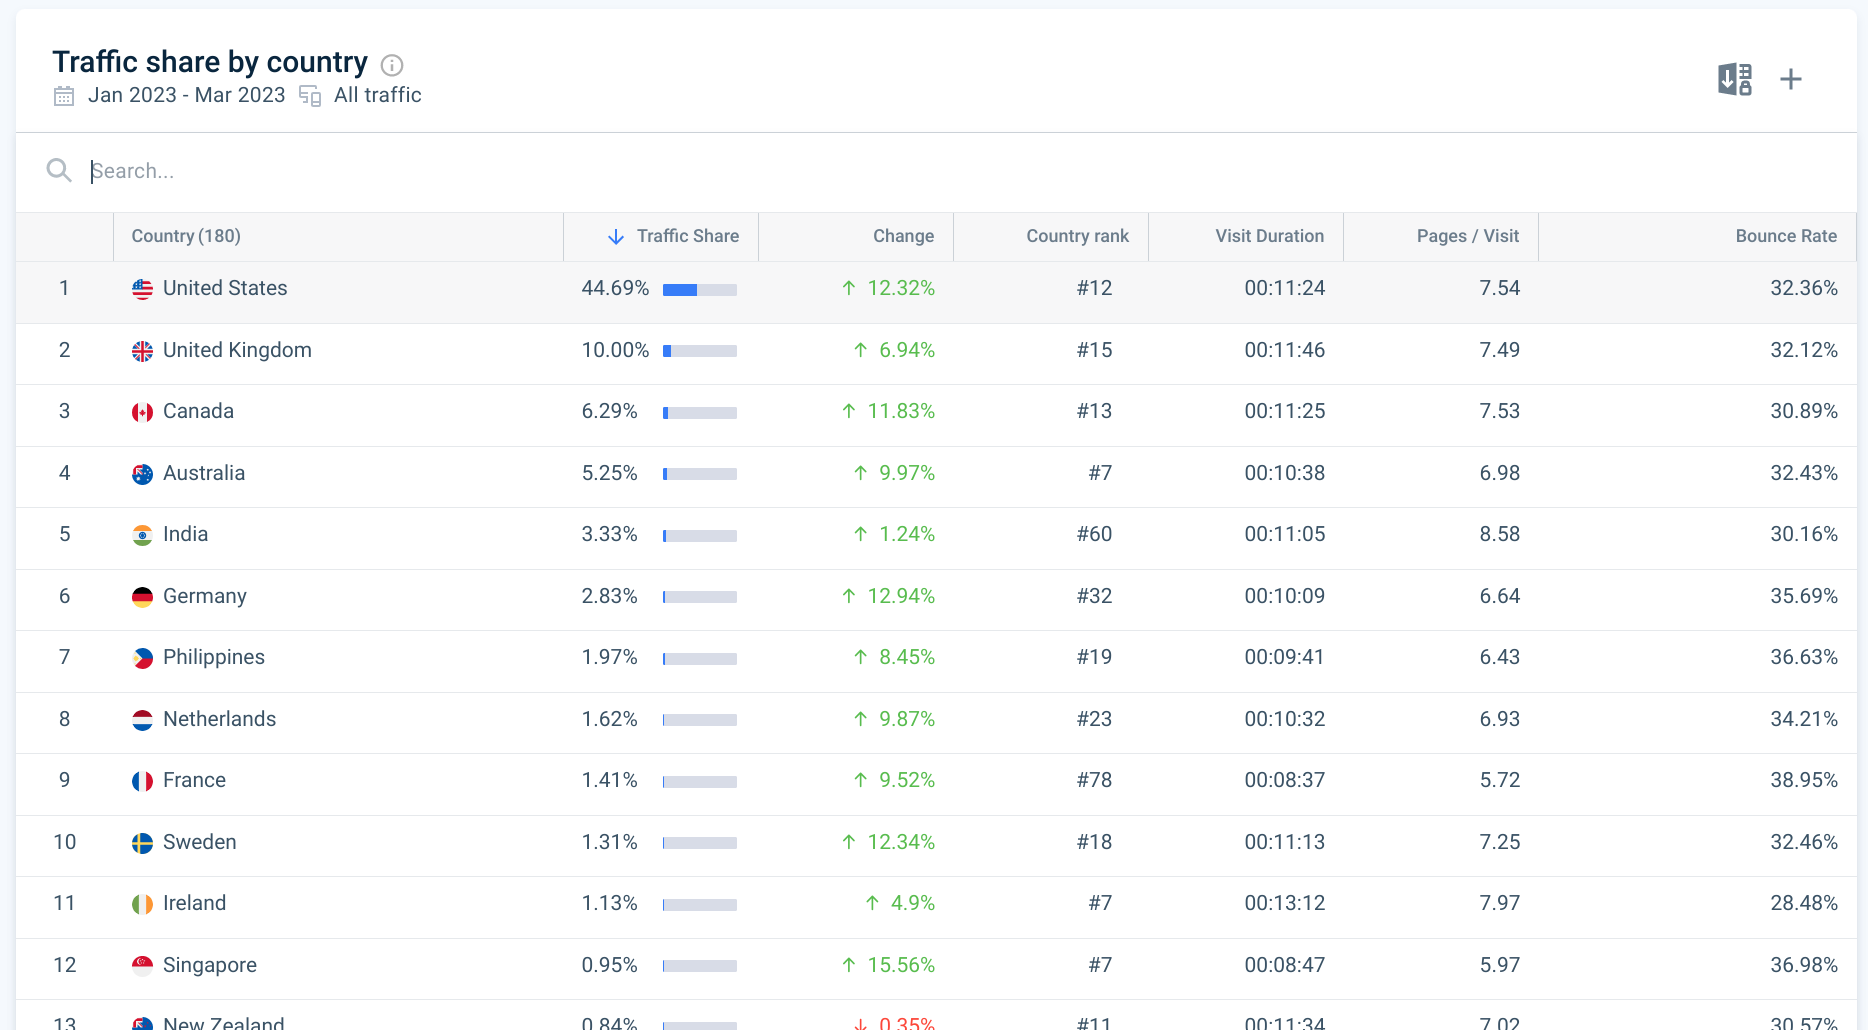 Traffic share by country
Jan 2023 - Mar 2023 All traffic
Search...
Country (180) Traffic Share Change Country rank Visit Duration Pages / Visit Bounce Rate
1 United States 44.69% ↑ 12.32% #12 00:11:24 7.54 32.36%
2 United Kingdom 10.00% ↑ 6.94% #15 00:11:46 7.49 32.12%
3 Canada 6.29% ↑ 11.83% #13 00:11:25 7.53 30.89%
4 Australia 5.25% ↑ 9.97% #7 00:10:38 6.98 32.43%
5 India 3.33% ↑ 1.24% #60 00:11:05 8.58 30.16%
6 Germany 2.83% ↑ 12.94% #32 00:10:09 6.64 35.69%
7 Philippines 1.97% ↑ 8.45% #19 00:09:41 6.43 36.63%
8 Netherlands 1.62% ↑ 9.87% #23 00:10:32 6.93 34.21%
9 France 1.41% ↑ 9.52% #78 00:08:37 5.72 38.95%
10 Sweden 1.31% ↑ 12.34% #18 00:11:13 7.25 32.46%
11 Ireland 1.13% ↑ 4.9% #7 00:13:12 7.97 28.48%
12 Singapore 0.95% ↑ 15.56% #7 00:08:47 5.97 36.98%
13 New Zealand 0.84% ↓ 0.35% #11 00:11:34 7.02 30.57%